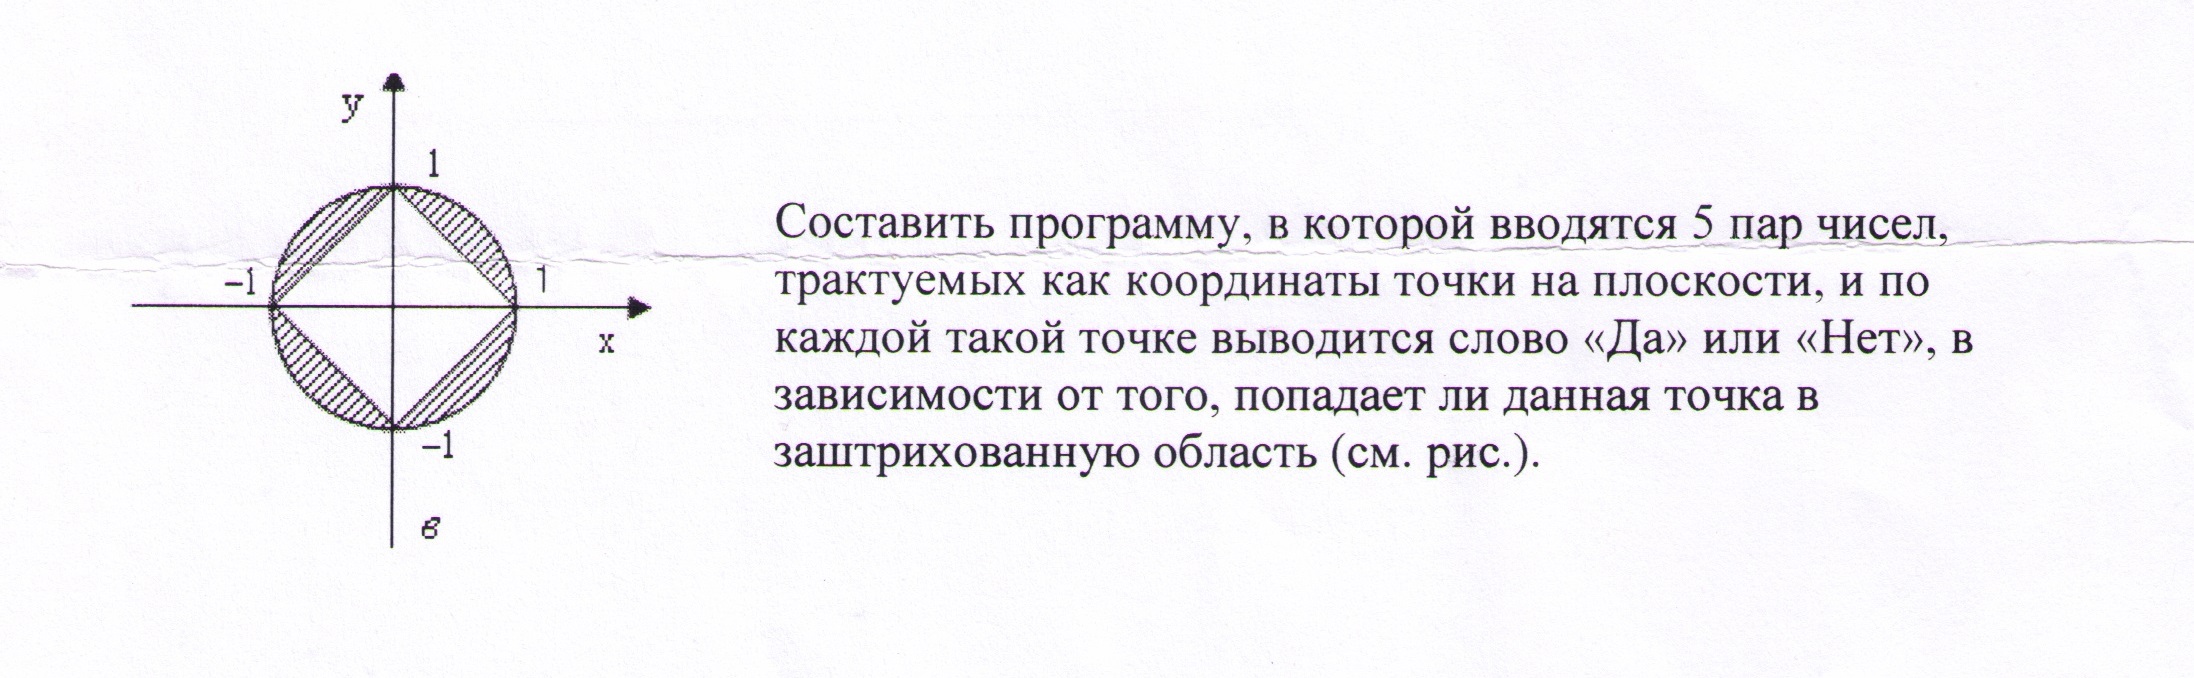 y
1
-1
1
x
-1
в
Составить программу, в которой вводятся 5 пар чисел,
трактуемых как координаты точки на плоскости, и по
каждой такой точке выводится слово «Да» или «Нет», в
зависимости от того, попадает ли данная точка в
заштрихованную область (см. рис.).